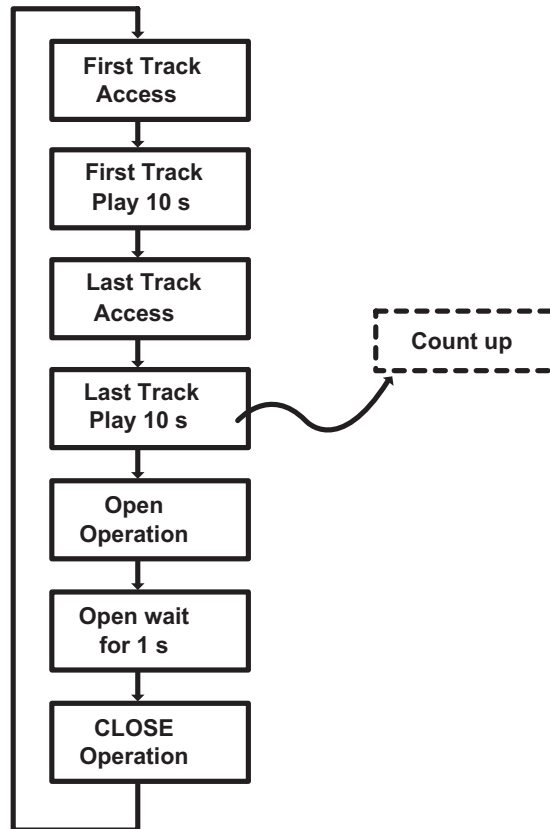 First Track
Access
First Track
Play 10 s
Last Track
Access
Count up
Last Track
Play 10 s
Open
Operation
Open wait
for 1 s
CLOSE
Operation